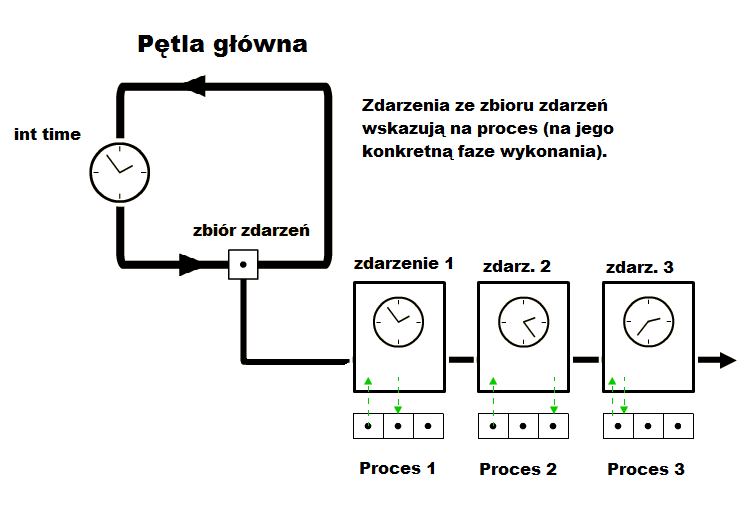 Pętla główna
int time
Zdarzenia ze zbioru zdarzeń
wskazują na proces (na jego
konkretną faze wykonania).
zbiór zdarzeń
zdarzenie 1
zdarz. 2
zdarz. 3
Proces 1
Proces 2
Proces 3